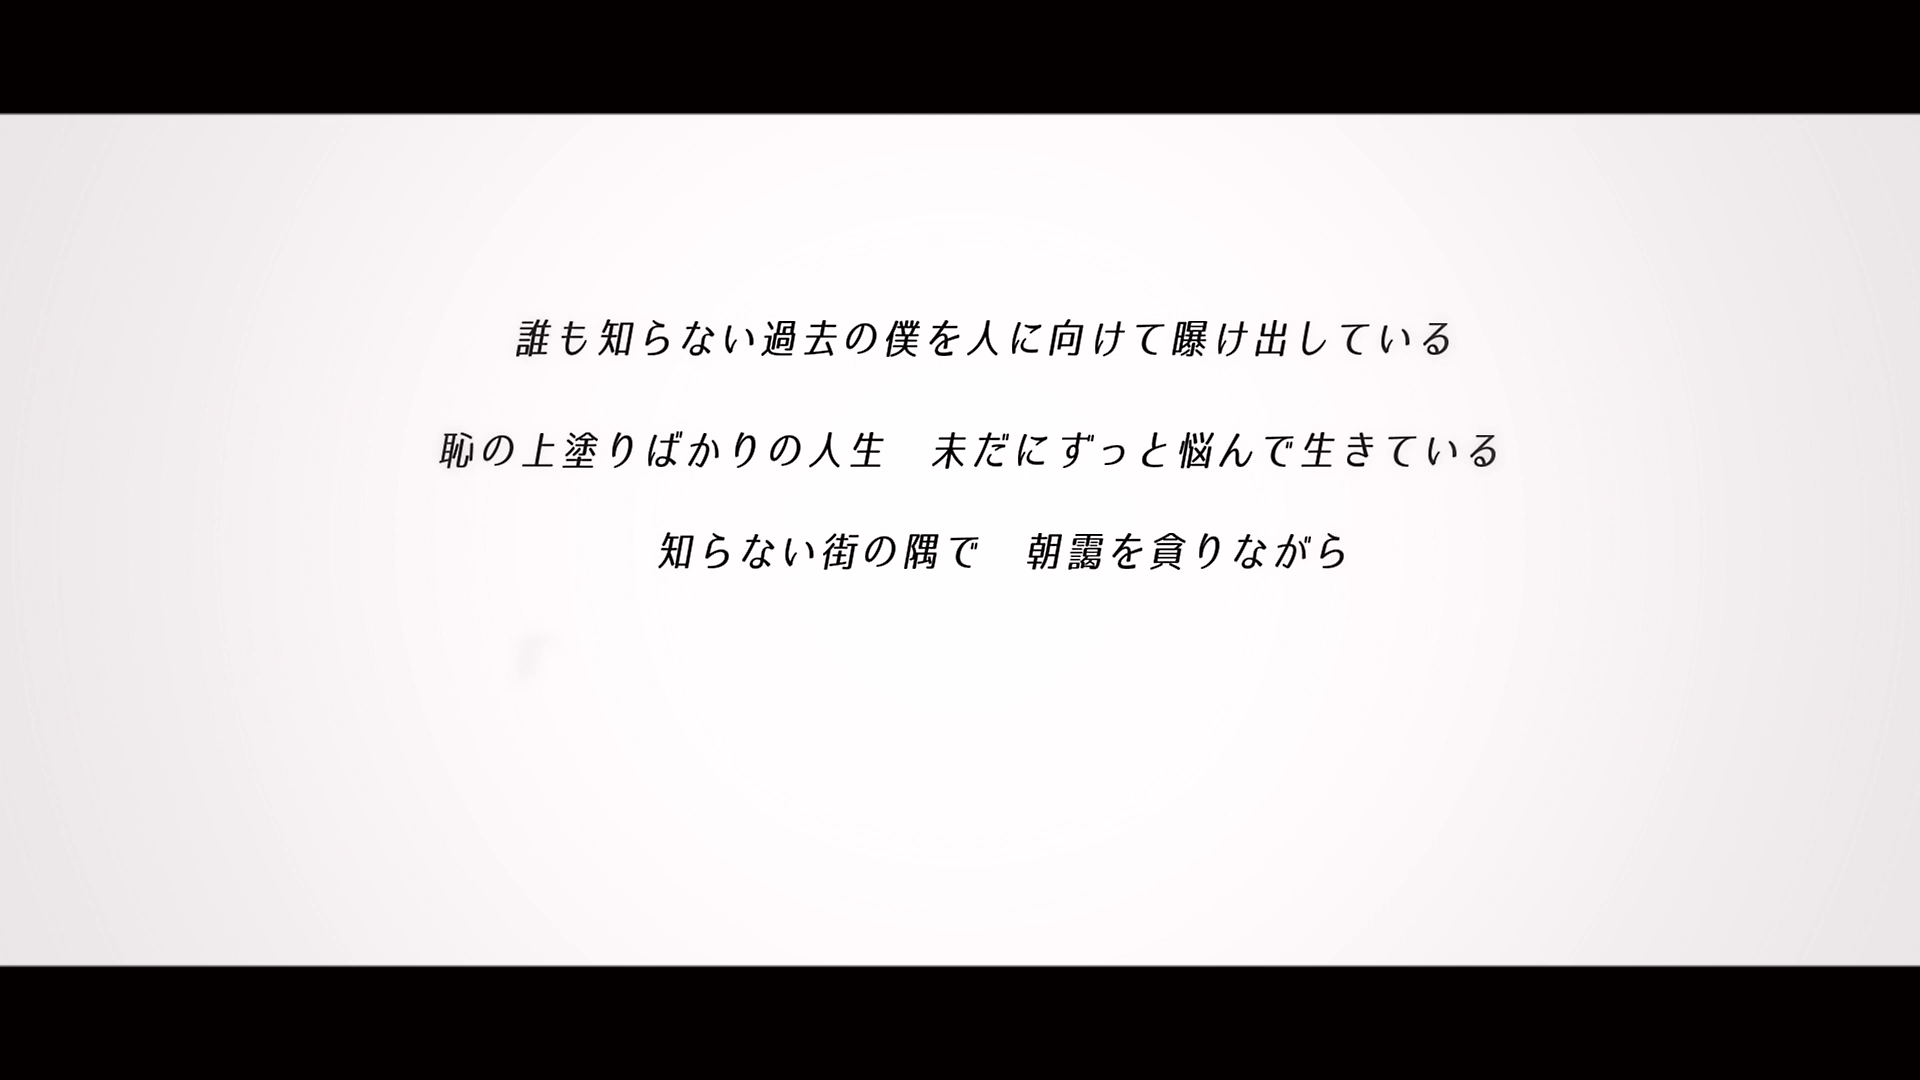 誰も知らない過去の僕を人に向けて曝け出している
恥の上塗りばかりの人生　未だにずっと悩んで生きている
知らない街の隅で　朝靄を貪りながら